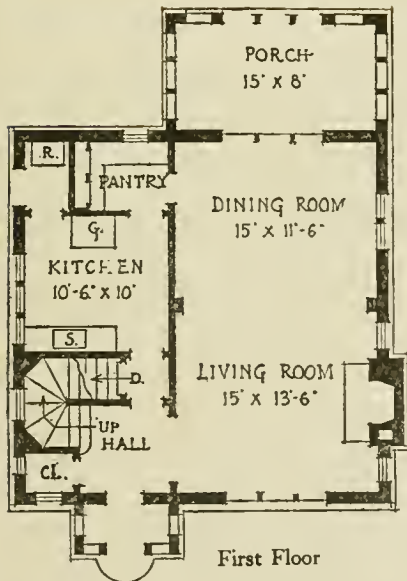 PORCH
15' X 8'
R.
PANTRY
G.
DINING ROOM
15' X 11'-6"
KITCHEN
10'-6" X 10'
S.
D.
LIVING ROOM
15' X 13'-6"
UP
HALL
CL.
First Floor